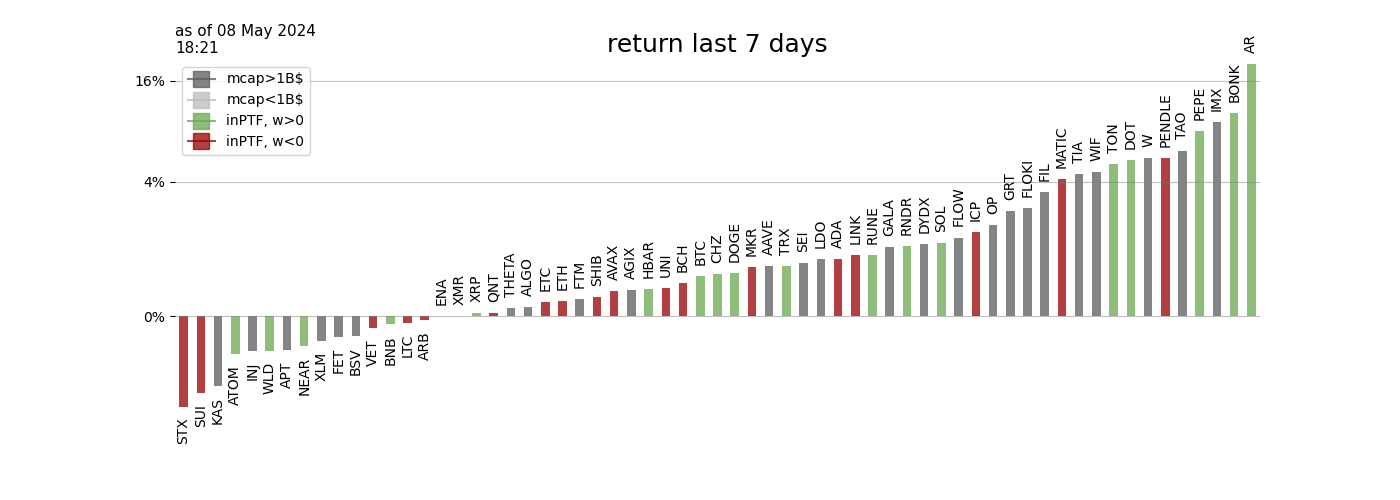 as of 08 May 2024
18:21
return last 7 days
mcap>1B$
mcap<1B$
inPTF, w>0
inPTF, w<0
16%
4%
0%
STX
SUI
KAS
ATOM
INJ
WLD
APT
NEAR
XLM
FET
BSV
VET
BNB
LTC
ARB
ENA
XMR
XRP
QNT
THETA
ALGO
ETC
ETH
FTM
SHIB
AVAX
AGIX
HBAR
UNI
BCH
BTC
CHZ
DOGE
MKR
AAVE
TRX
SEI
LDO
ADA
LINK
RUNE
GALA
RNDR
DYDX
SOL
FLOW
ICP
OP
GRT
FLOKI
FIL
MATIC
TIA
WIF
TON
DOT
W
PENDLE
TAO
PEPE
IMX
BONK
AR